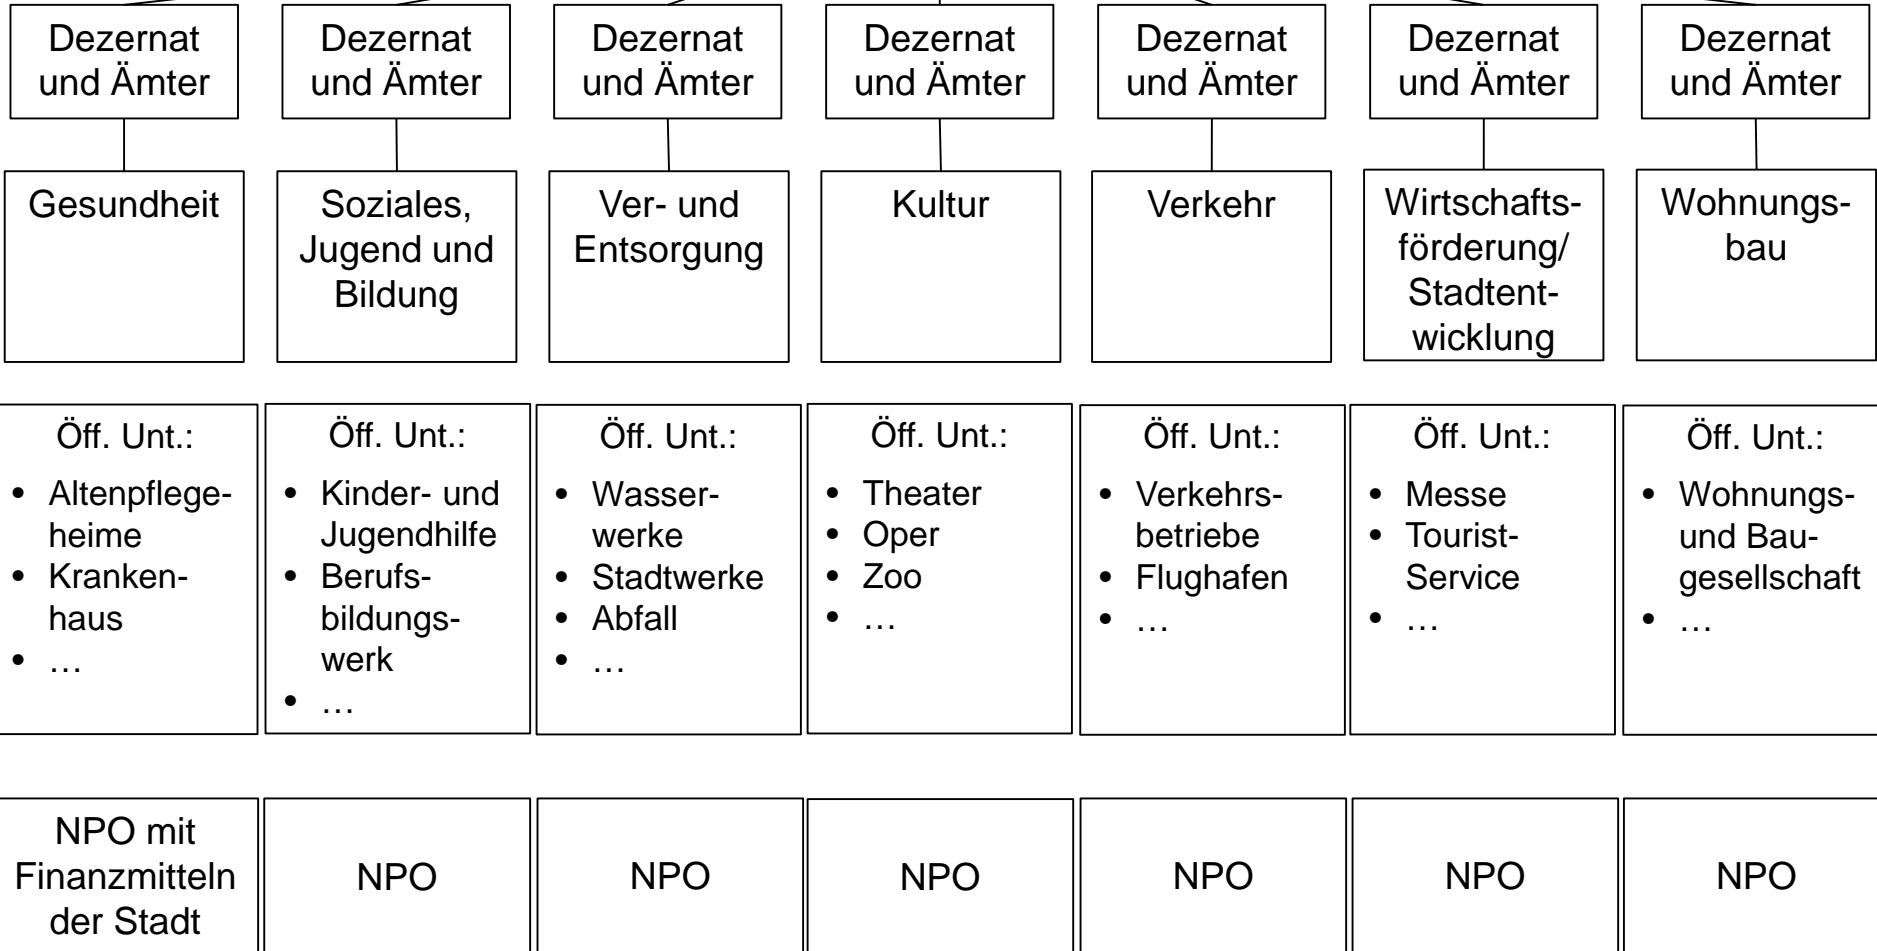 Dezernat
und Ämter
Dezernat
und Ämter
Dezernat
und Ämter
Dezernat
und Ämter
Dezernat
und Ämter
Dezernat
und Ämter
Dezernat
und Ämter
Gesundheit
Soziales,
Jugend und
Bildung
Ver- und
Entsorgung
Kultur
Verkehr
Wirtschafts-
förderung/
Stadtent-
wicklung
Wohnungs-
bau
Öff. Unt.:
• Altenpflege-
heime
• Kranken-
haus
• …
Öff. Unt.:
• Kinder- und
Jugendhilfe
• Berufs-
bildungs-
werk
• …
Öff. Unt.:
• Wasser-
werke
• Stadtwerke
• Abfall
• …
Öff. Unt.:
• Theater
• Oper
• Zoo
• …
Öff. Unt.:
• Verkehrs-
betriebe
• Flughafen
• …
Öff. Unt.:
• Messe
• Tourist-
Service
• …
Öff. Unt.:
• Wohnungs-
und Bau-
gesellschaft
• …
NPO mit
Finanzmitteln
der Stadt
NPO
NPO
NPO
NPO
NPO
NPO